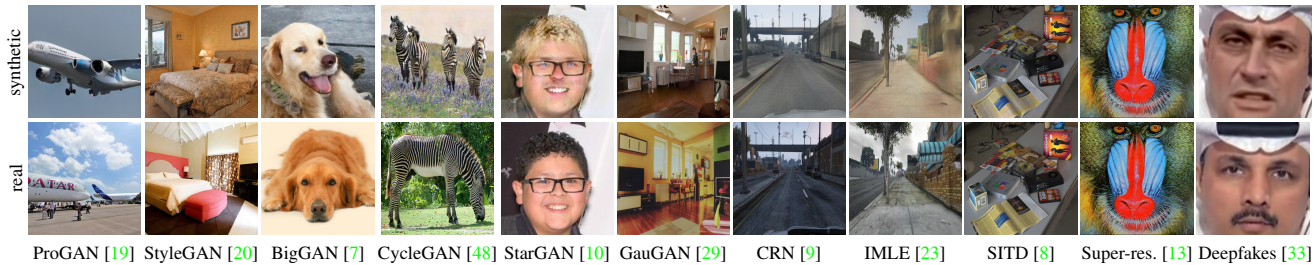 synthetic
real
QATAR
ProGAN [19] StyleGAN [20] BigGAN [7] CycleGAN [48] StarGAN [10] GauGAN [29] CRN [9] IMLE [23] SITD [8] Super-res. [13] Deepfakes [33]